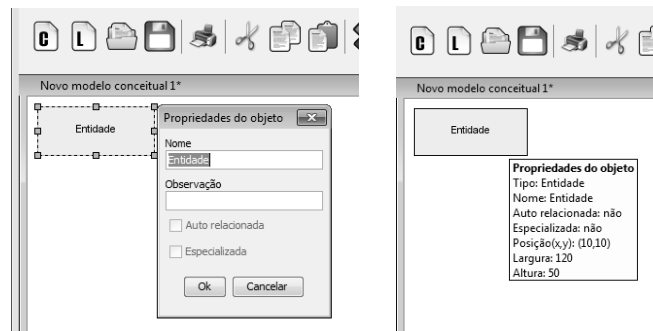 C L
Novo modelo conceitual 1*
Entidade
Propriedades do objeto
Nome
Entidade
Observação
Auto relacionada
Especializada
Ok Cancelar
C L
Novo modelo conceitual 1*
Entidade
Propriedades do objeto
Tipo: Entidade
Nome: Entidade
Auto relacionada: não
Especializada: não
Posição(x,y): (10,10)
Largura: 120
Altura: 50